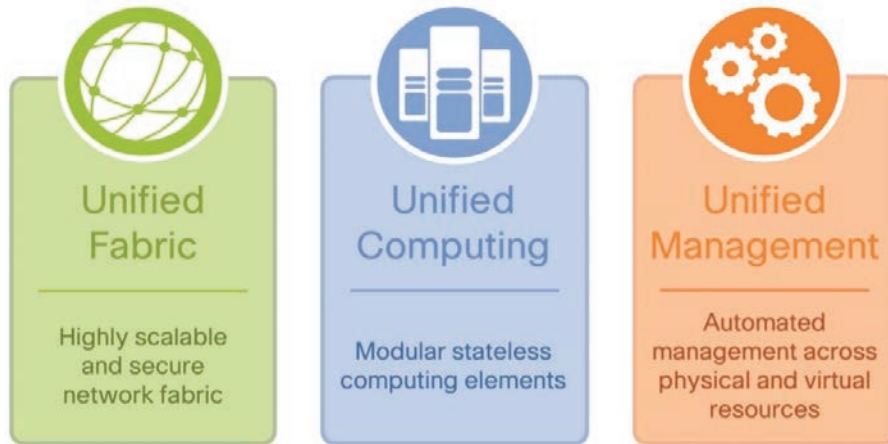 Unified
Fabric
Highly scalable
and secure
network fabric
Unified
Computing
Modular stateless
computing elements
Unified
Management
Automated
management across
physical and virtual
resources